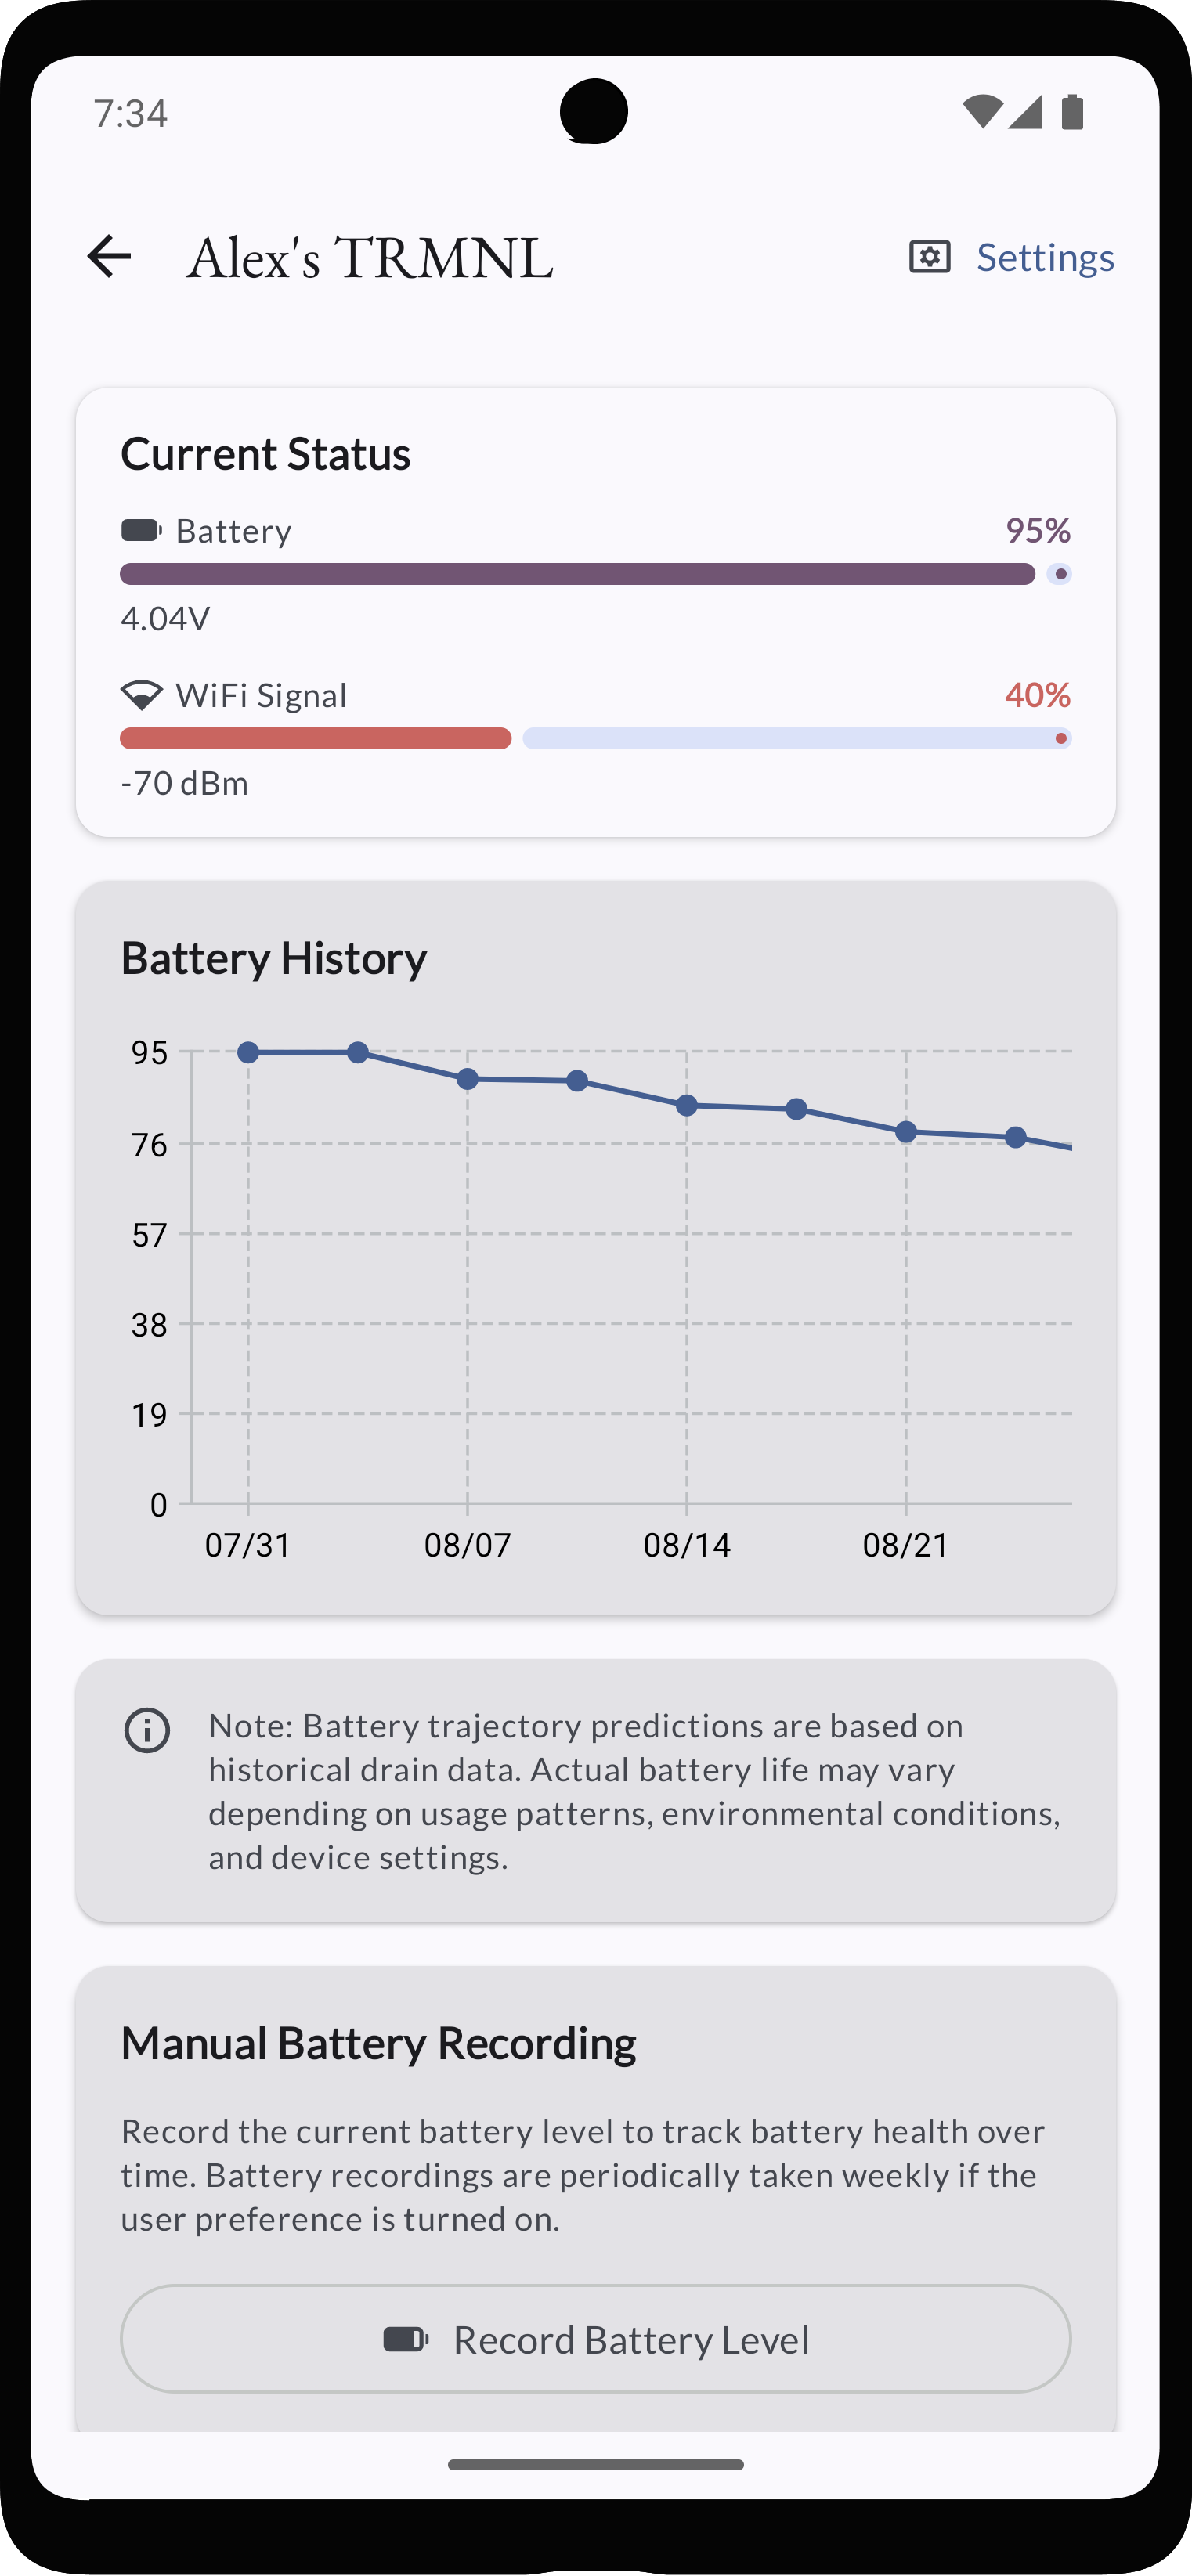 7:34
Alex's TRMNL
Settings
Current Status
Battery
95%
4.04V
WiFi Signal
40%
-70 dBm
Battery History
95
76
57
38
19
0
07/31
08/07
08/14
08/21
Note: Battery trajectory predictions are based on
historical drain data. Actual battery life may vary
depending on usage patterns, environmental conditions,
and device settings.
Manual Battery Recording
Record the current battery level to track battery health over
time. Battery recordings are periodically taken weekly if the
user preference is turned on.
Record Battery Level